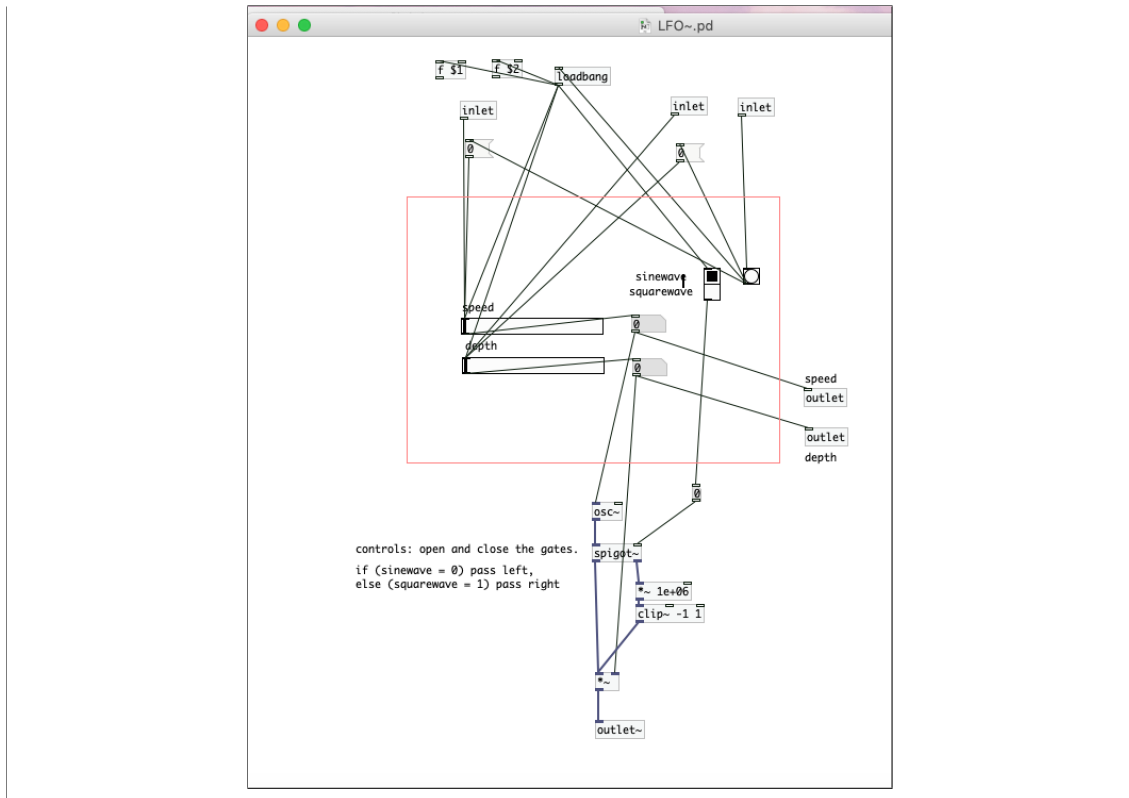 LFO~.pd
f $1
f $2
loadbang
inlet
inlet
inlet
0
0
sinewave
squarewave
speed
0
depth
0
speed
outlet
outlet
depth
0
osc~
controls: open and close the gates.
spigot~
if (sinewave = 0) pass left,
else (squarewave = 1) pass right
*~ 1e+06
clip~ -1 1
*~
outlet~